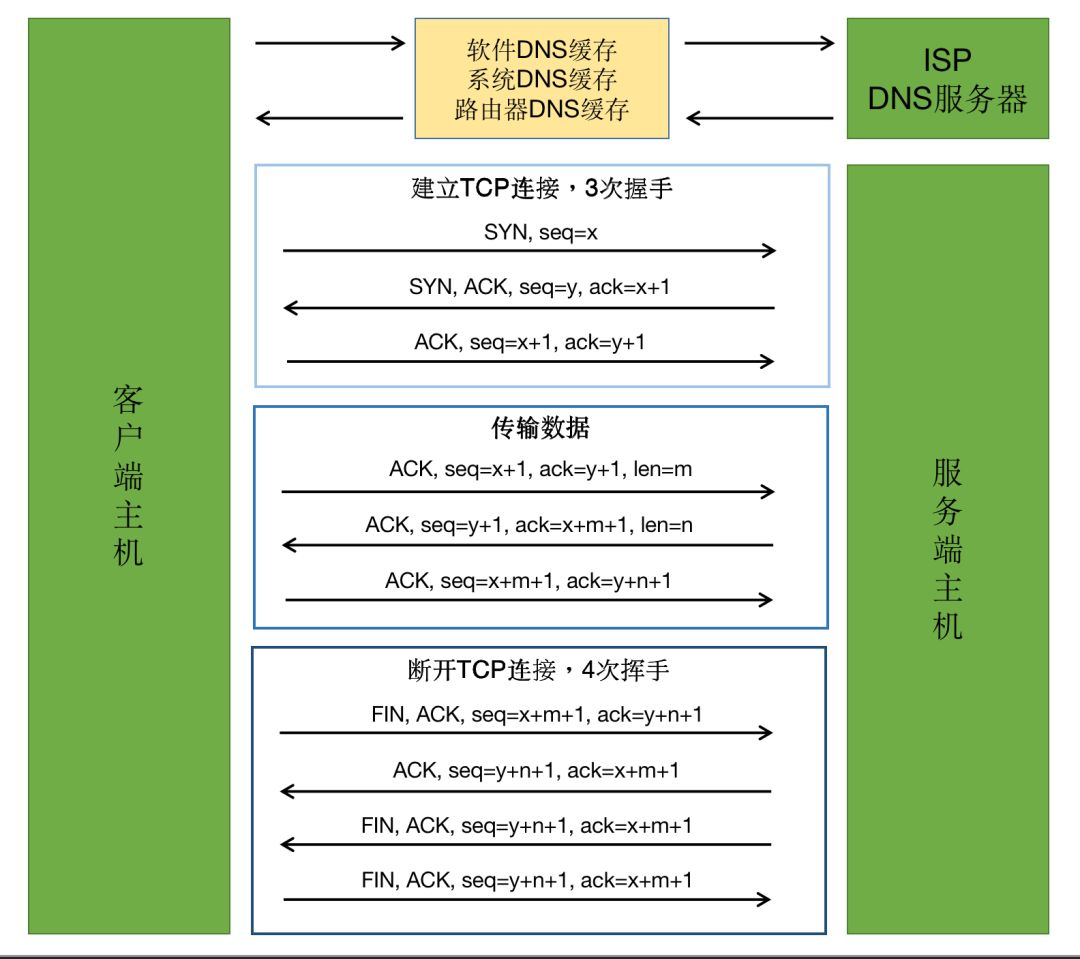 软件DNS缓存
系统DNS缓存
路由器DNS缓存
ISP
DNS服务器
建立TCP连接，3次握手
SYN, seq=x
SYN, ACK, seq=y, ack=x+1
ACK, seq=x+1, ack=y+1
传输数据
ACK, seq=x+1, ack=y+1, len=m
ACK, seq=y+1, ack=x+m+1, len=n
ACK, seq=x+m+1, ack=y+n+1
断开TCP连接，4次挥手
FIN, ACK, seq=x+m+1, ack=y+n+1
ACK, seq=y+n+1, ack=x+m+1
FIN, ACK, seq=y+n+1, ack=x+m+1
FIN, ACK, seq=y+n+1, ack=x+m+1
客户端主机
服务端主机